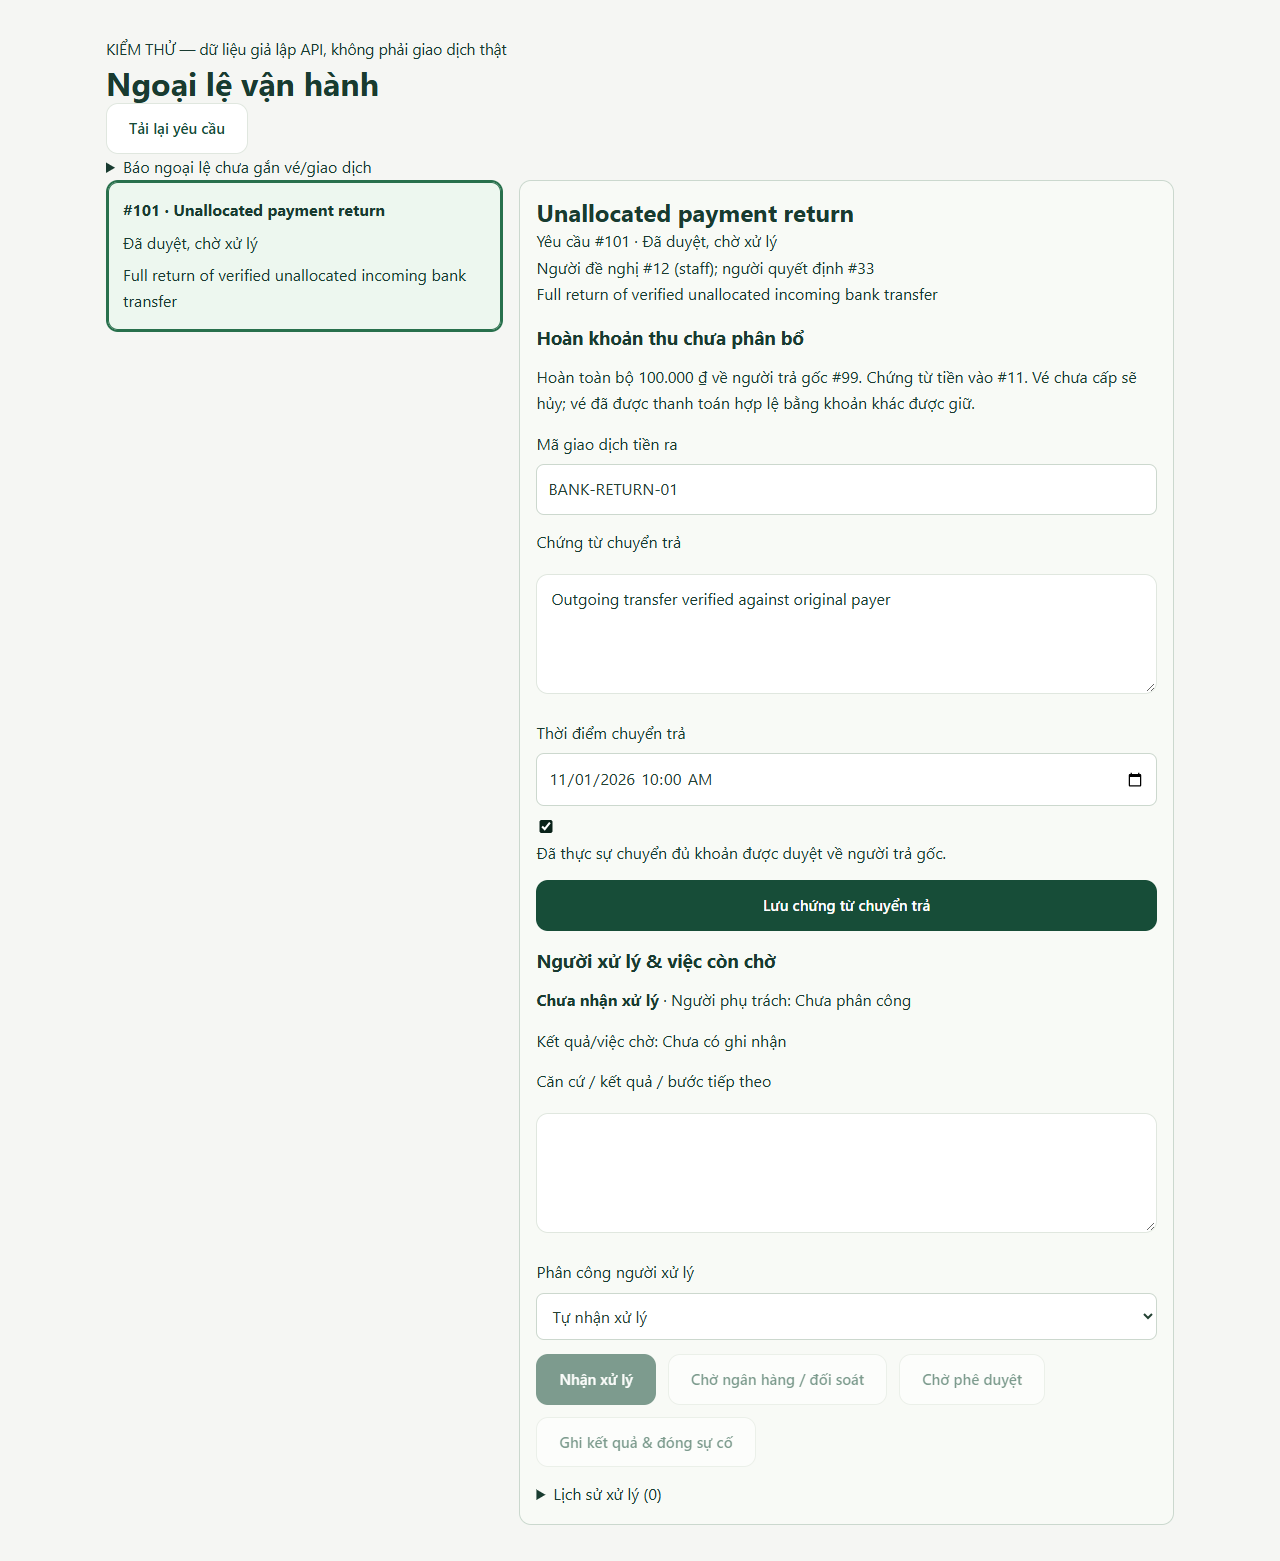 KIỂM THỬ — dữ liệu giả lập API, không phải giao dịch thật
Ngoại lệ vận hành
Tải lại yêu cầu
Báo ngoại lệ chưa gắn vé/giao dịch
#101 · Unallocated payment return
Đã duyệt, chờ xử lý
Full return of verified unallocated incoming bank
transfer
Unallocated payment return
Yêu cầu #101 · Đã duyệt, chờ xử lý
Người đề nghị #12 (staff); người quyết định #33
Full return of verified unallocated incoming bank transfer
Hoàn khoản thu chưa phân bổ
Hoàn toàn bộ 100.000 ₫ về người trả gốc #99. Chứng từ tiền vào #11. Vé chưa cấp sẽ
hủy; vé đã được thanh toán hợp lệ bằng khoản khác được giữ.
Mã giao dịch tiền ra
BANK-RETURN-01
Chứng từ chuyển trả
Outgoing transfer verified against original payer
Thời điểm chuyển trả
11/01/2026 10:00 AM
Đã thực sự chuyển đủ khoản được duyệt về người trả gốc.
Lưu chứng từ chuyển trả
Người xử lý & việc còn chờ
Chưa nhận xử lý · Người phụ trách: Chưa phân công
Kết quả/việc chờ: Chưa có ghi nhận
Căn cứ / kết quả / bước tiếp theo
Phân công người xử lý
Tự nhận xử lý
Nhận xử lý
Chờ ngân hàng / đối soát
Chờ phê duyệt
Ghi kết quả & đóng sự cố
Lịch sử xử lý (0)